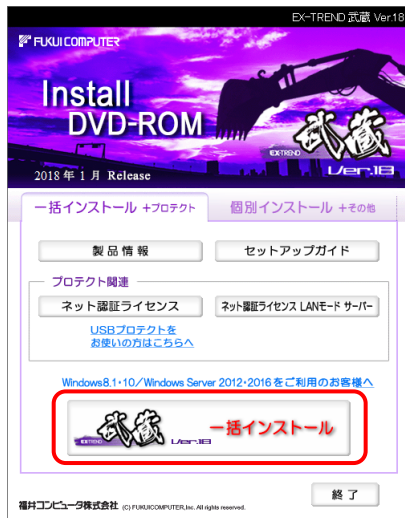 EX-TREND 武蔵 Ver.18
FUKUI COMPUTER
Install
DVD-ROM
EX-TREND 武蔵
Ver.18
2018 年 1 月 Release
一括インストール +プロテクト
個別インストール +その他
製品情報
セットアップガイド
プロテクト関連
ネット認証ライセンス
ネット認証ライセンス LANモード サーバー
USBプロテクトを
お使いの方はこちらへ
Windows8.1・10/Windows Server 2012・2016 をご利用のお客様へ
EX-TREND 武蔵 Ver.18
一括インストール
終了
福井コンピュータ株式会社 (C) FUKUICOMPUTER,Inc. All rights reserved.